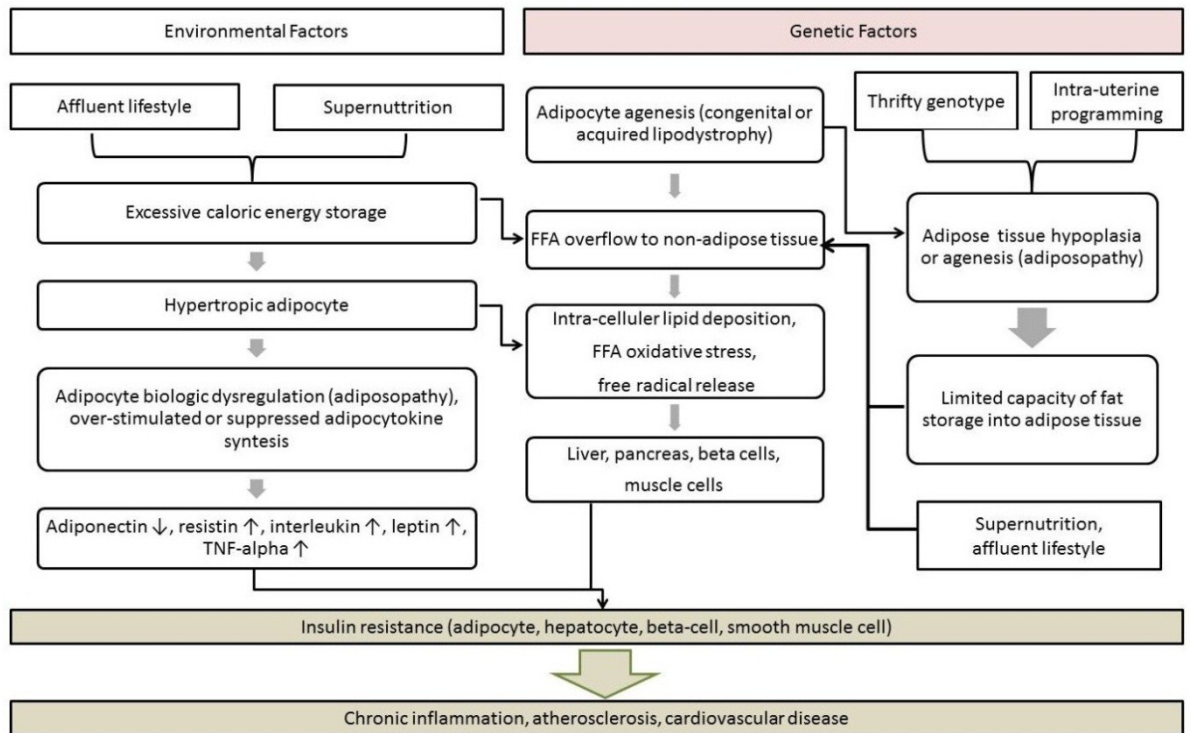 Environmental Factors
Genetic Factors
Affluent lifestyle
Supernuttrition
Adipocyte agenesis (congenital or
acquired lipodystrophy)
Thrifty genotype
Intra-uterine
programming
Excessive caloric energy storage
FFA overflow to non-adipose tissue
Adipose tissue hypoplasia
or agenesis (adiposopathy)
Hypertropic adipocyte
Intra-celluler lipid deposition,
FFA oxidative stress,
free radical release
Adipocyte biologic dysregulation (adiposopathy),
over-stimulated or suppressed adipocytokine
syntesis
Limited capacity of fat
storage into adipose tissue
Liver, pancreas, beta cells,
muscle cells
Adiponectin ↓, resistin ↑, interleukin ↑, leptin ↑,
TNF-alpha ↑
Supernutrition,
affluent lifestyle
Insulin resistance (adipocyte, hepatocyte, beta-cell, smooth muscle cell)
Chronic inflammation, atherosclerosis, cardiovascular disease